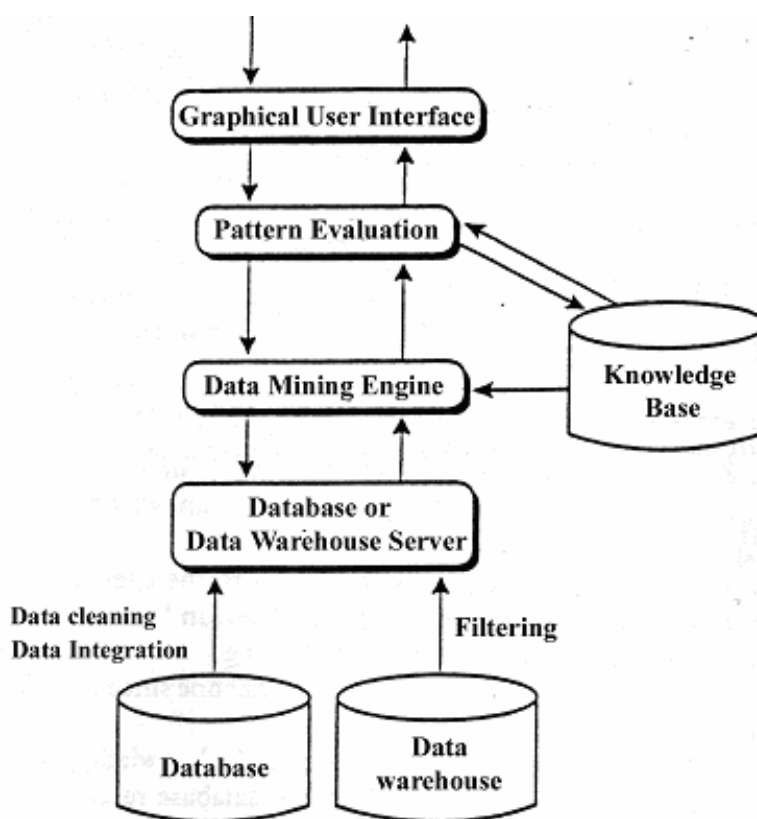 Graphical User Interface
Pattern Evaluation
Data Mining Engine
Knowledge
Base
Database or
Data Warehouse Server
Data cleaning
Data Integration
Filtering
Database
Data
warehouse